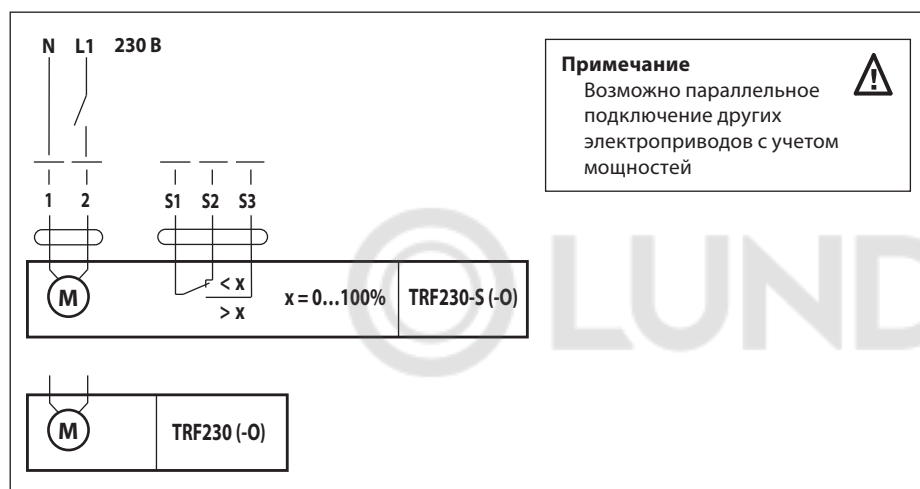 N L1 230 В
Примечание
Возможно параллельное
подключение других
электроприводов с учетом
мощностей
1 2 S1 S2 S3
M < x x = 0...100% TRF230-S (-O)
> x
LUND
M TRF230 (-O)